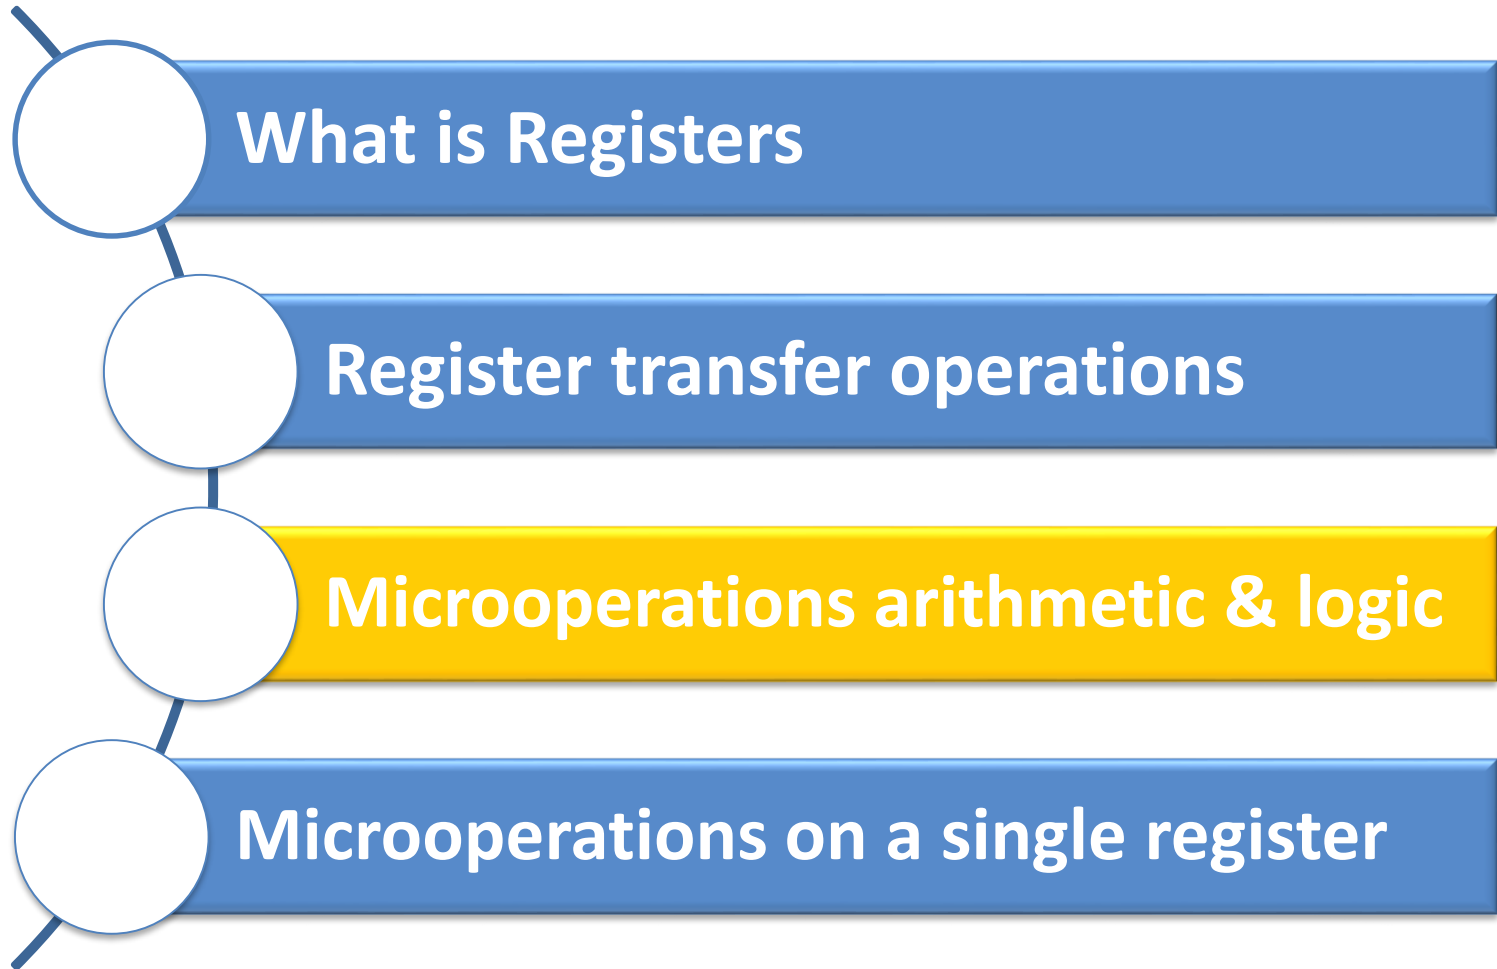 What is Registers
Register transfer operations
Microoperations arithmetic & logic
Microoperations on a single register